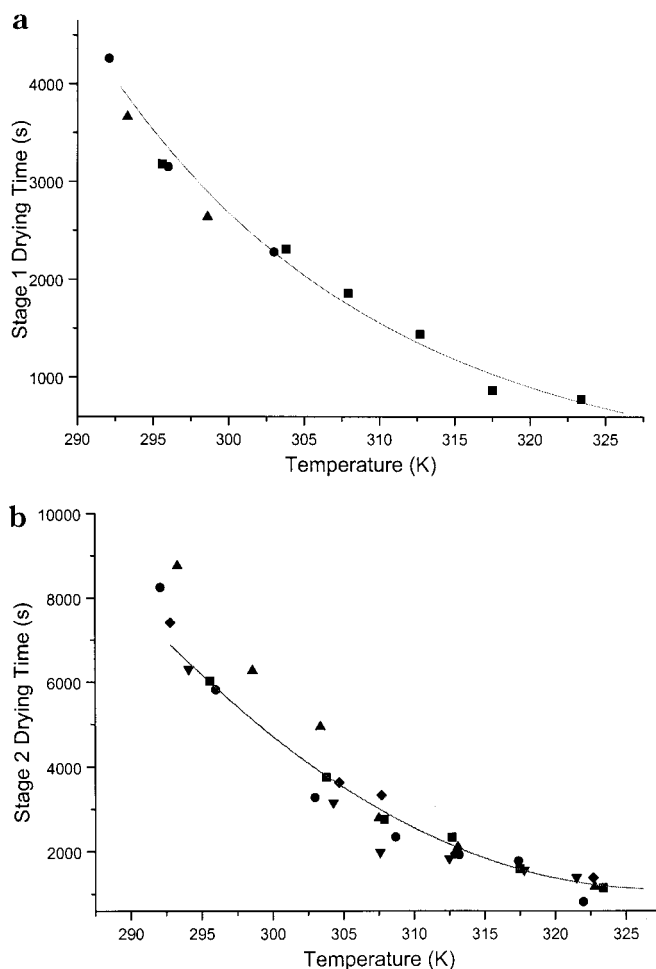 a
4000
3000
2000
1000
Stage 1 Drying Time (s)
290 295 300 305 310 315 320 325
Temperature (K)
b
10000
8000
6000
4000
2000
Stage 2 Drying Time (s)
290 295 300 305 310 315 320 325
Temperature (K)